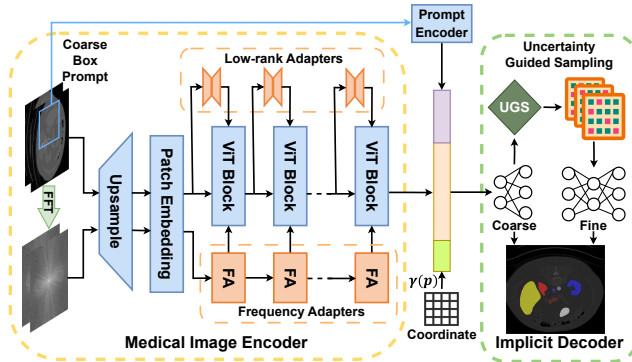 Coarse
Box
Prompt
Prompt
Encoder
Low-rank Adapters
Uncertainty
Guided Sampling
UGS
FFT
Upsample
Patch Embedding
ViT Block
ViT Block
ViT Block
Coarse
Fine
FA
FA
FA
Frequency Adapters
γ(p)
Coordinate
Medical Image Encoder
Implicit Decoder